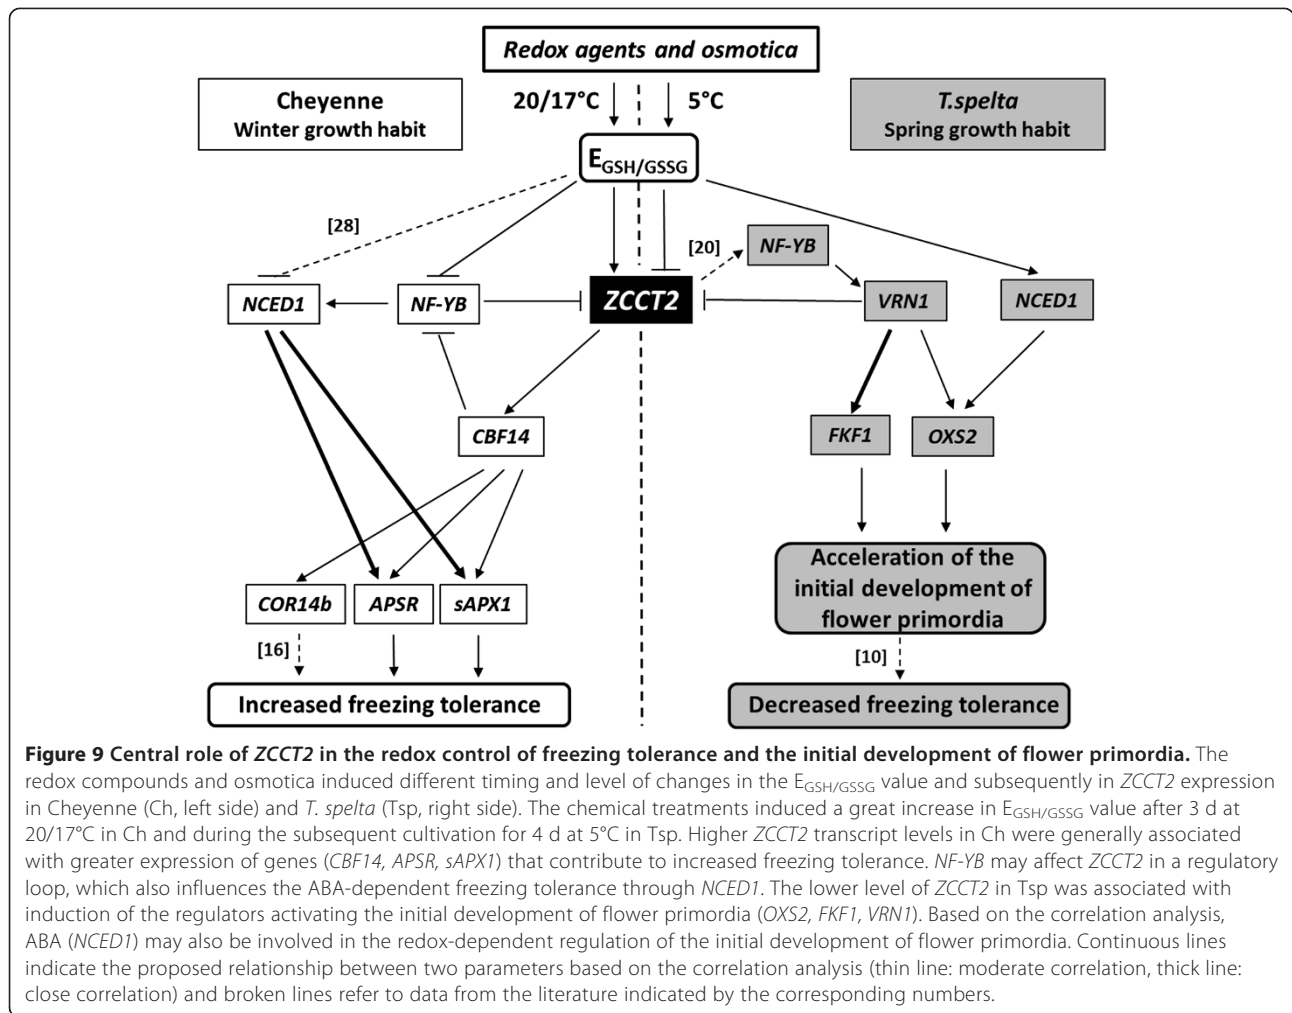 Redox agents and osmotica
Cheyenne
Winter growth habit
20/17°C
5°C
T.spelta
Spring growth habit
E GSH/GSSG
[28]
[20]
NF-YB
NCED1
NF-YB
ZCCT2
VRN1
NCED1
CBF14
FKF1
OXS2
COR14b
APSR
sAPX1
Acceleration of the
initial development of
flower primordia
[16]
[10]
Increased freezing tolerance
Decreased freezing tolerance
Figure 9 Central role of ZCCT2 in the redox control of freezing tolerance and the initial development of flower primordia. The
redox compounds and osmotica induced different timing and level of changes in the E GSH/GSSG value and subsequently in ZCCT2 expression
in Cheyenne (Ch, left side) and T. spelta (Tsp, right side). The chemical treatments induced a great increase in E GSH/GSSG value after 3 d at
20/17°C in Ch and during the subsequent cultivation for 4 d at 5°C in Tsp. Higher ZCCT2 transcript levels in Ch were generally associated
with greater expression of genes (CBF14, APSR, sAPX1) that contribute to increased freezing tolerance. NF-YB may affect ZCCT2 in a regulatory
loop, which also influences the ABA-dependent freezing tolerance through NCED1. The lower level of ZCCT2 in Tsp was associated with
induction of the regulators activating the initial development of flower primordia (OXS2, FKF1, VRN1). Based on the correlation analysis,
ABA (NCED1) may also be involved in the redox-dependent regulation of the initial development of flower primordia. Continuous lines
indicate the proposed relationship between two parameters based on the correlation analysis (thin line: moderate correlation, thick line:
close correlation) and broken lines refer to data from the literature indicated by the corresponding numbers.